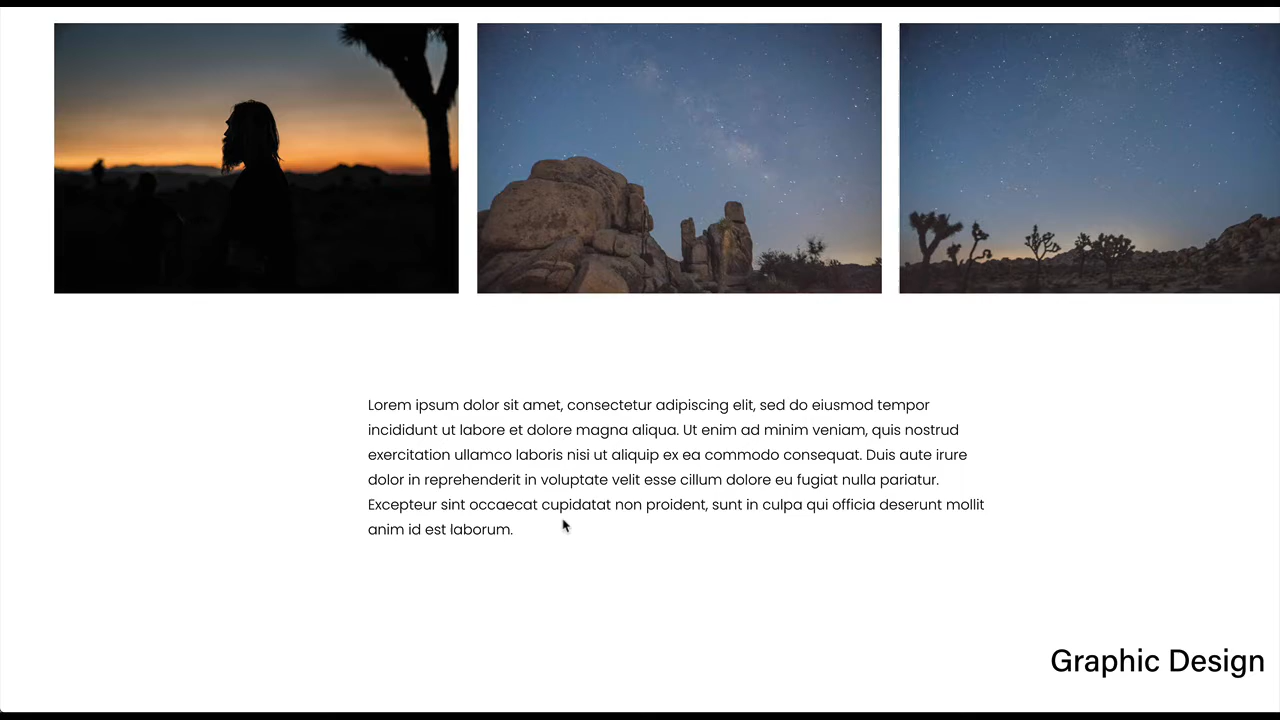 Lorem ipsum dolor sit amet, consectetur adipiscing elit, sed do eiusmod tempor
incididunt ut labore et dolore magna aliqua. Ut enim ad minim veniam, quis nostrud
exercitation ullamco laboris nisi ut aliquip ex ea commodo consequat. Duis aute irure
dolor in reprehenderit in voluptate velit esse cillum dolore eu fugiat nulla pariatur.
Excepteur sint occaecat cupidatat non proident, sunt in culpa qui officia deserunt mollit
anim id est laborum.
Graphic Design